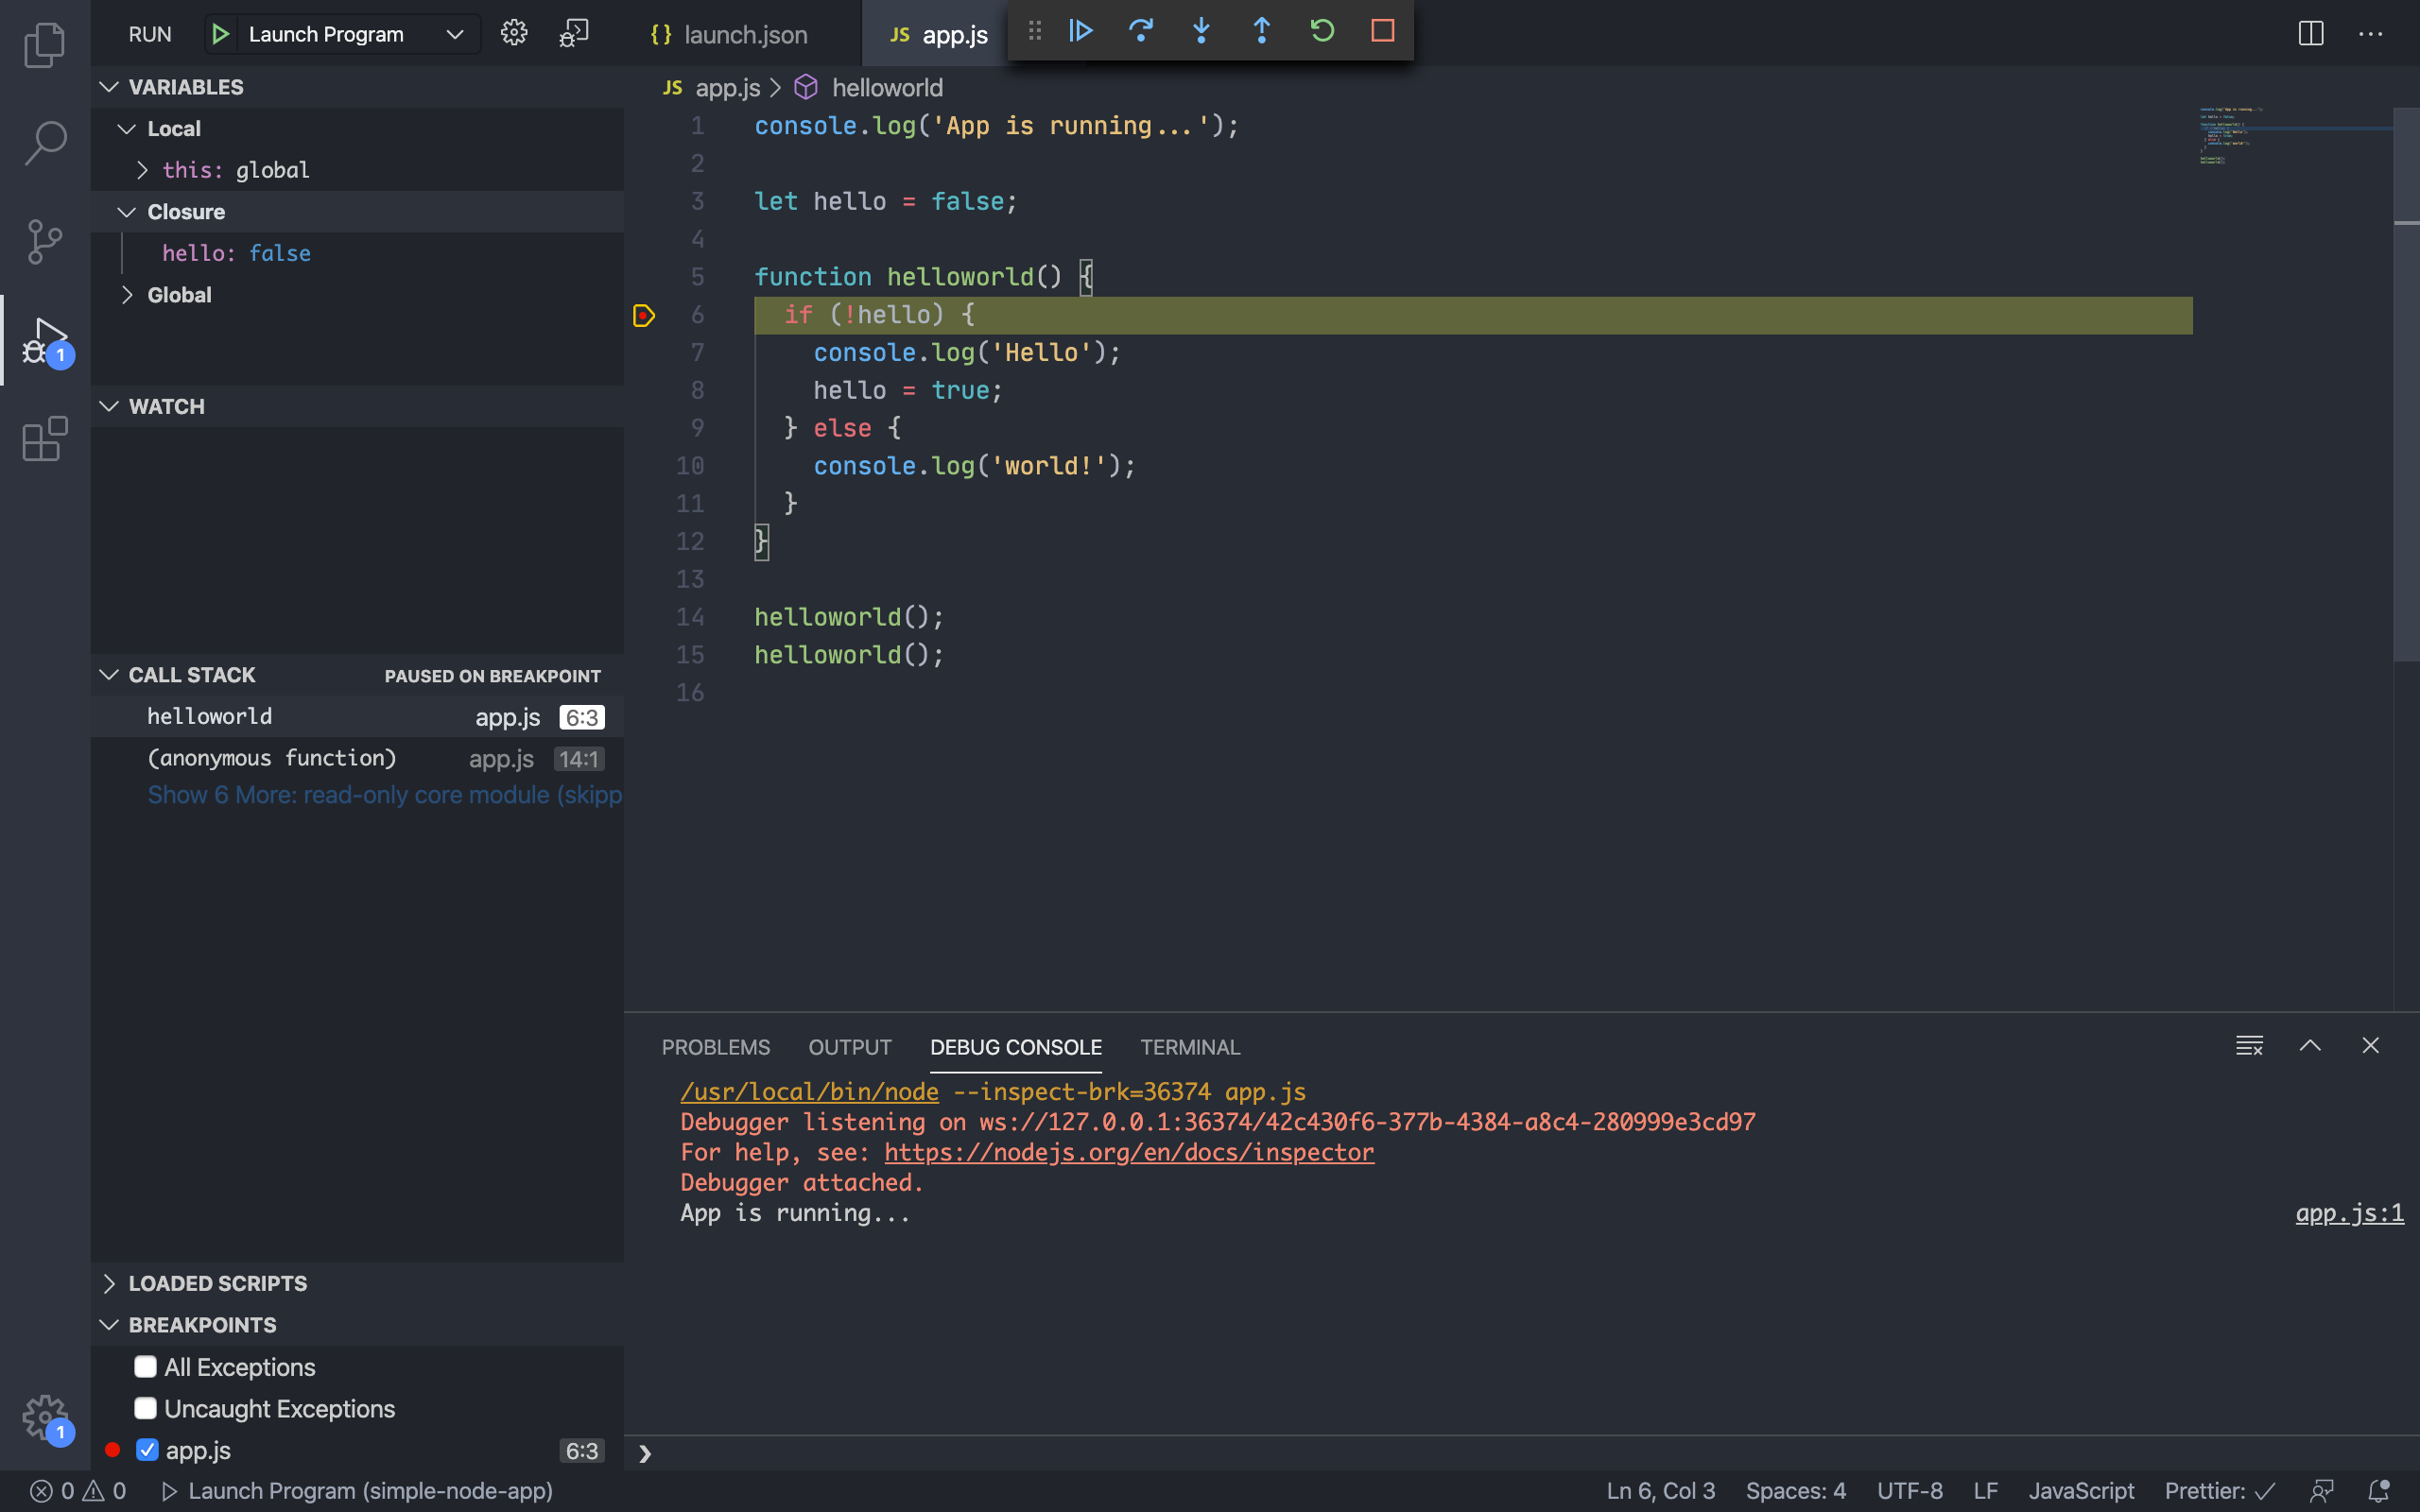 RUN Launch Program
VARIABLES
Local
this: global
Closure
hello: false
Global
WATCH
CALL STACK PAUSED ON BREAKPOINT
helloworld app.js 6:3
(anonymous function) app.js 14:1
Show 6 More: read-only core module (skipp
LOADED SCRIPTS
BREAKPOINTS
All Exceptions
Uncaught Exceptions
app.js 6:3
1
1
{} launch.json JS app.js
JS app.js > helloworld
1 console.log('App is running...');
2
3 let hello = false;
4
5 function helloworld() {
6 if (!hello) {
7 console.log('Hello');
8 hello = true;
9 } else {
10 console.log('world!');
11 }
12 }
13
14 helloworld();
15 helloworld();
16
PROBLEMS OUTPUT DEBUG CONSOLE TERMINAL
/usr/local/bin/node --inspect-brk=36374 app.js
Debugger listening on ws://127.0.0.1:36374/42c430f6-377b-4384-a8c4-280999e3cd97
For help, see: https://nodejs.org/en/docs/inspector
Debugger attached.
App is running... app.js:1
❯
0 0 Launch Program (simple-node-app) Ln 6, Col 3 Spaces: 4 UTF-8 LF JavaScript Prettier: ✓